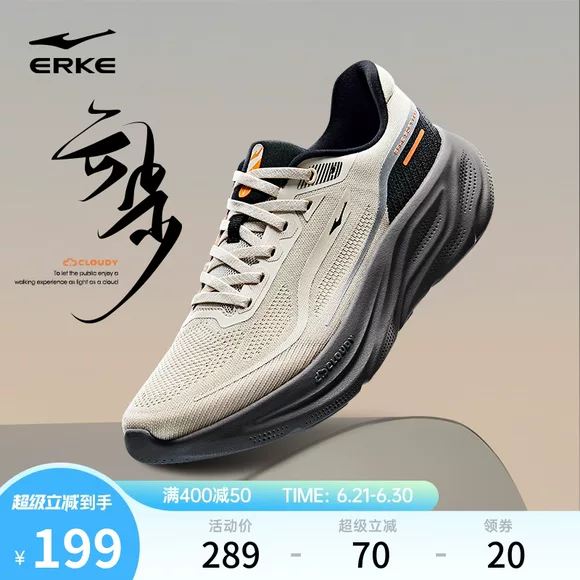 ERKE
云朵
CLOUDY
To let the public enjoy a
walking experience as light as a cloud
CLOUDY
超级立减到手
¥199
满400减50 TIME: 6.21-6.30
活动价 超级立减 领券
289 - 70 - 20